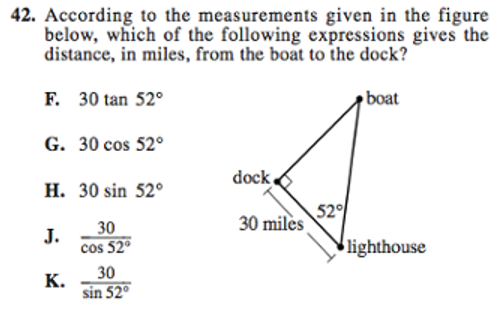 42. According to the measurements given in the figure
below, which of the following expressions gives the
distance, in miles, from the boat to the dock?
F. 30 tan 52°
G. 30 cos 52°
H. 30 sin 52°
J. 30
cos 52°
K. 30
sin 52°
boat
dock
52°
30 miles
lighthouse